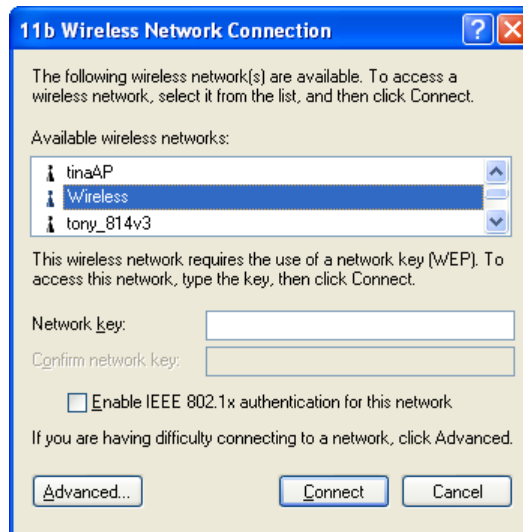 11b Wireless Network Connection
The following wireless network(s) are available. To access a
wireless network, select it from the list, and then click Connect.
Available wireless networks:
tinaAP
Wireless
tony_814v3
This wireless network requires the use of a network key (WEP). To
access this network, type the key, then click Connect.
Network key:
Confirm network key:
Enable IEEE 802.1x authentication for this network
If you are having difficulty connecting to a network, click Advanced.
Advanced... Connect Cancel